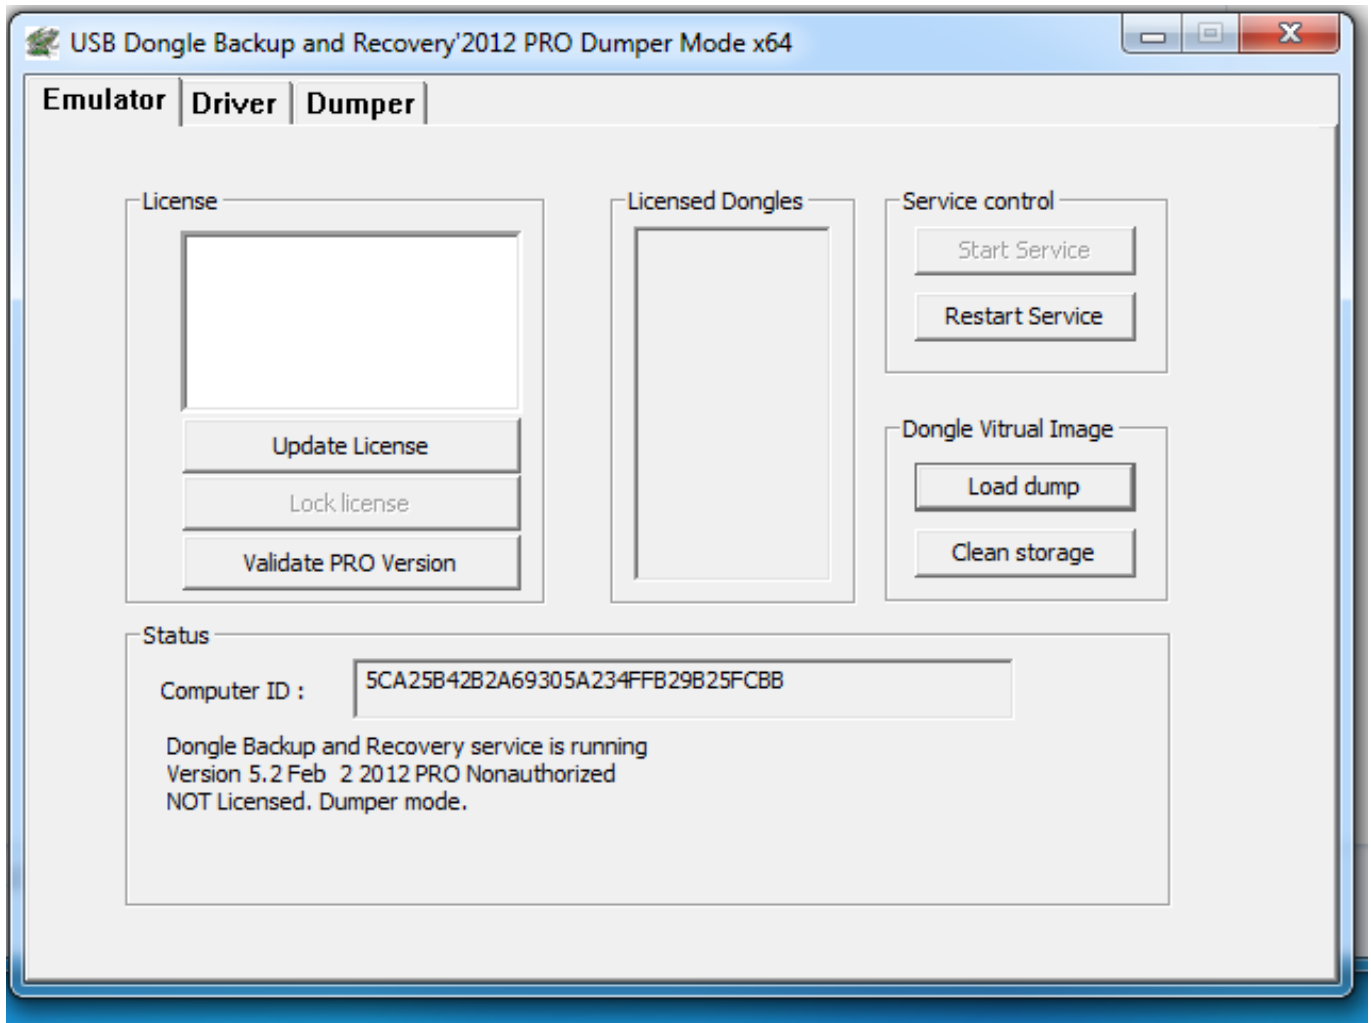 USB Dongle Backup and Recovery'2012 PRO Dumper Mode x64
Emulator Driver Dumper
License
Update License
Lock license
Validate PRO Version
Licensed Dongles
Service control
Start Service
Restart Service
Dongle Vitrual Image
Load dump
Clean storage
Status
Computer ID : 5CA25B42B2A69305A234FFB29B25FCBB
Dongle Backup and Recovery service is running
Version 5.2 Feb  2 2012 PRO Nonauthorized
NOT Licensed. Dumper mode.